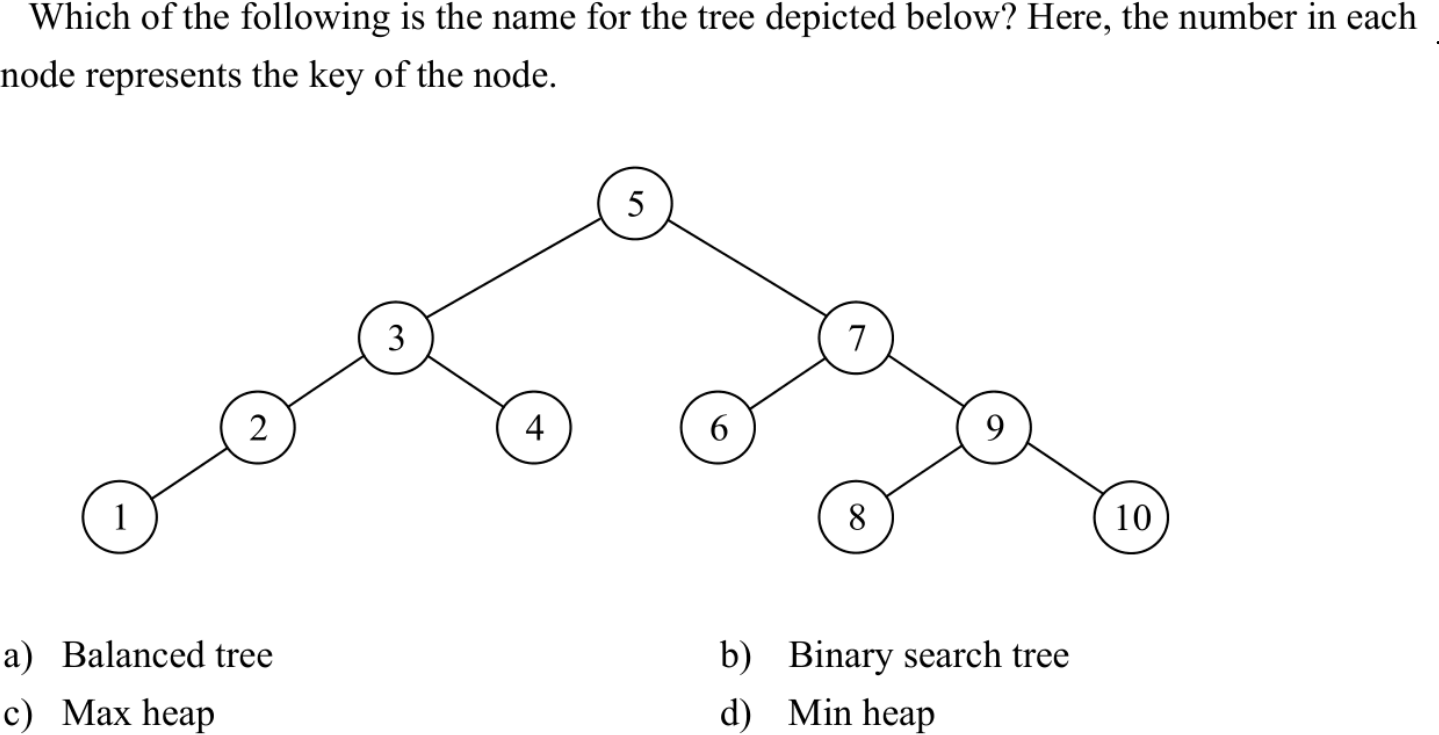 Which of the following is the name for the tree depicted below? Here, the number in each
node represents the key of the node.
5
3
7
2
4
6
9
1
8
10
a) Balanced tree
b) Binary search tree
c) Max heap
d) Min heap